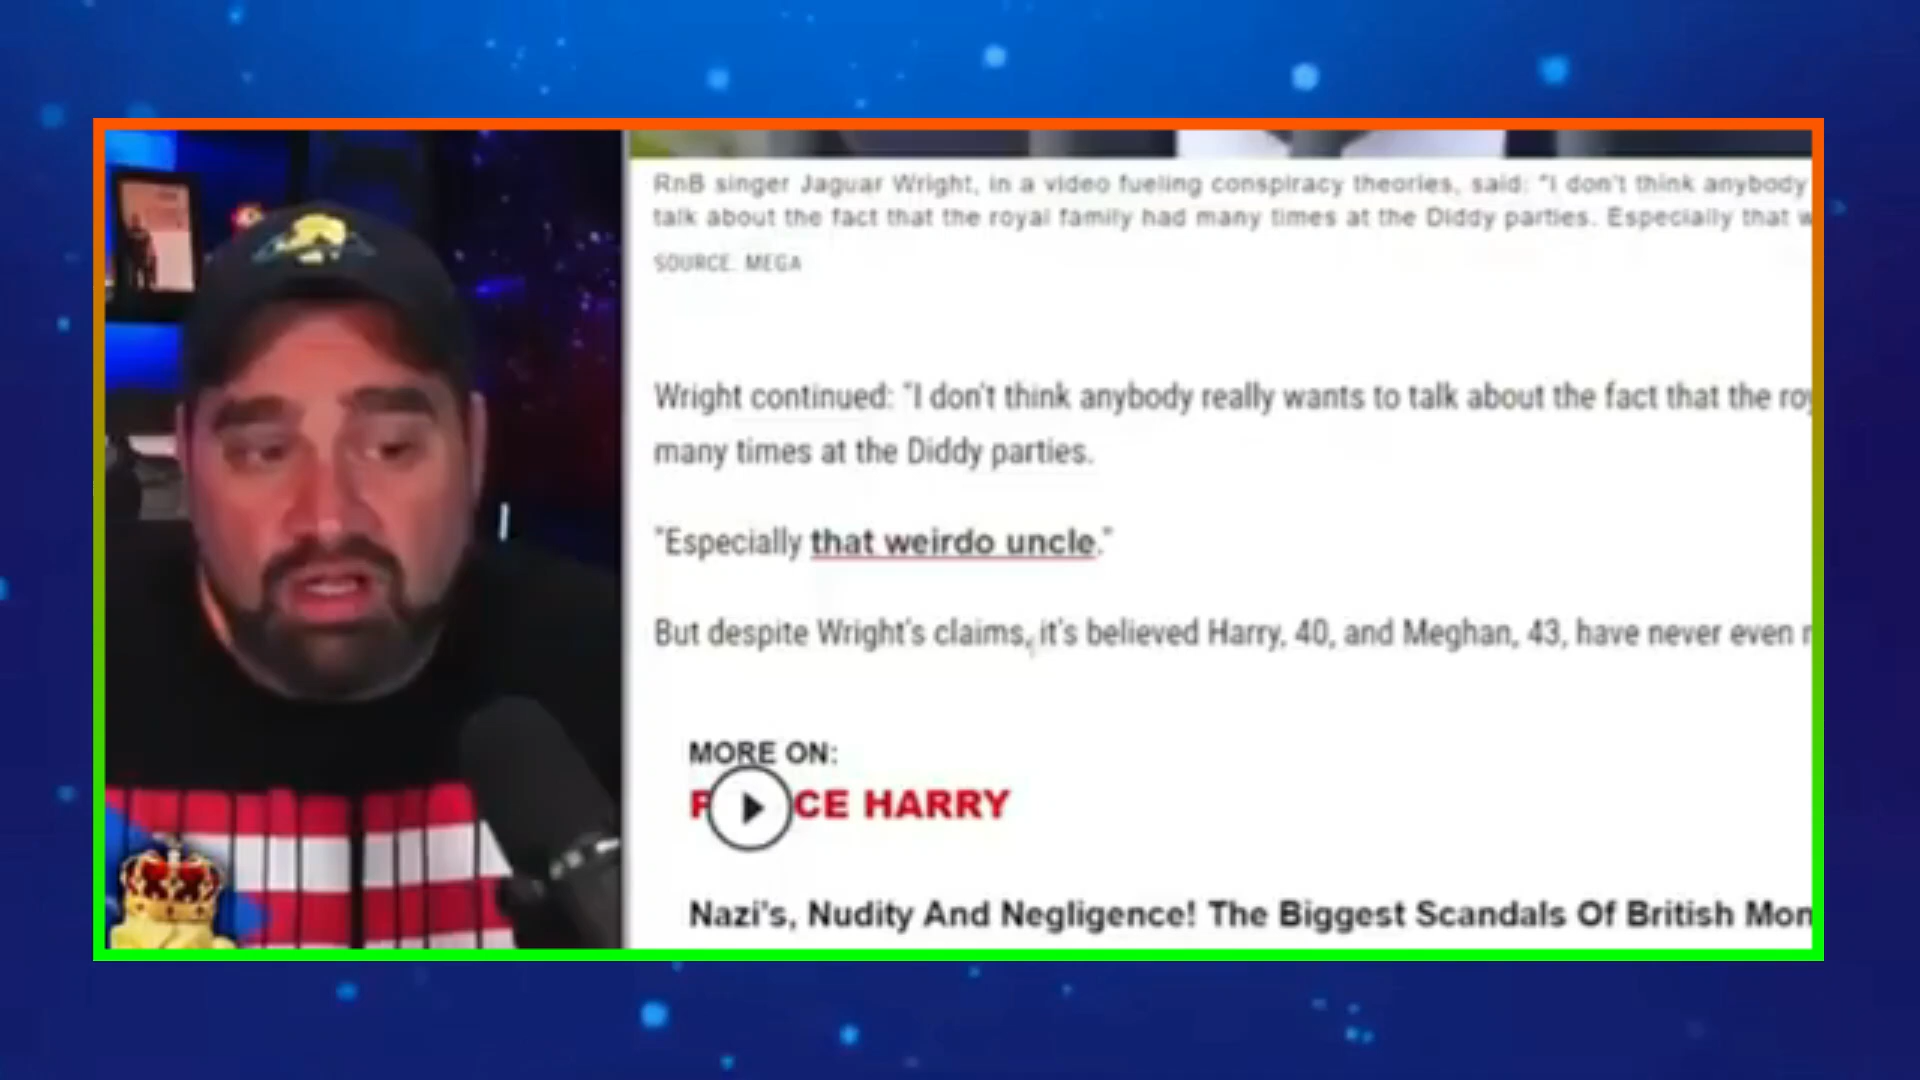 RnB singer Jaguar Wright, in a video fueling conspiracy theories, said: "I don't think anybody
talk about the fact that the royal family had many times at the Diddy parties. Especially that w
SOURCE: MEGA
Wright continued: "I don't think anybody really wants to talk about the fact that the roy
many times at the Diddy parties.
"Especially that weirdo uncle."
But despite Wright's claims, it's believed Harry, 40, and Meghan, 43, have never even
MORE ON:
P CE HARRY
Nazi's, Nudity And Negligence! The Biggest Scandals Of British Mon